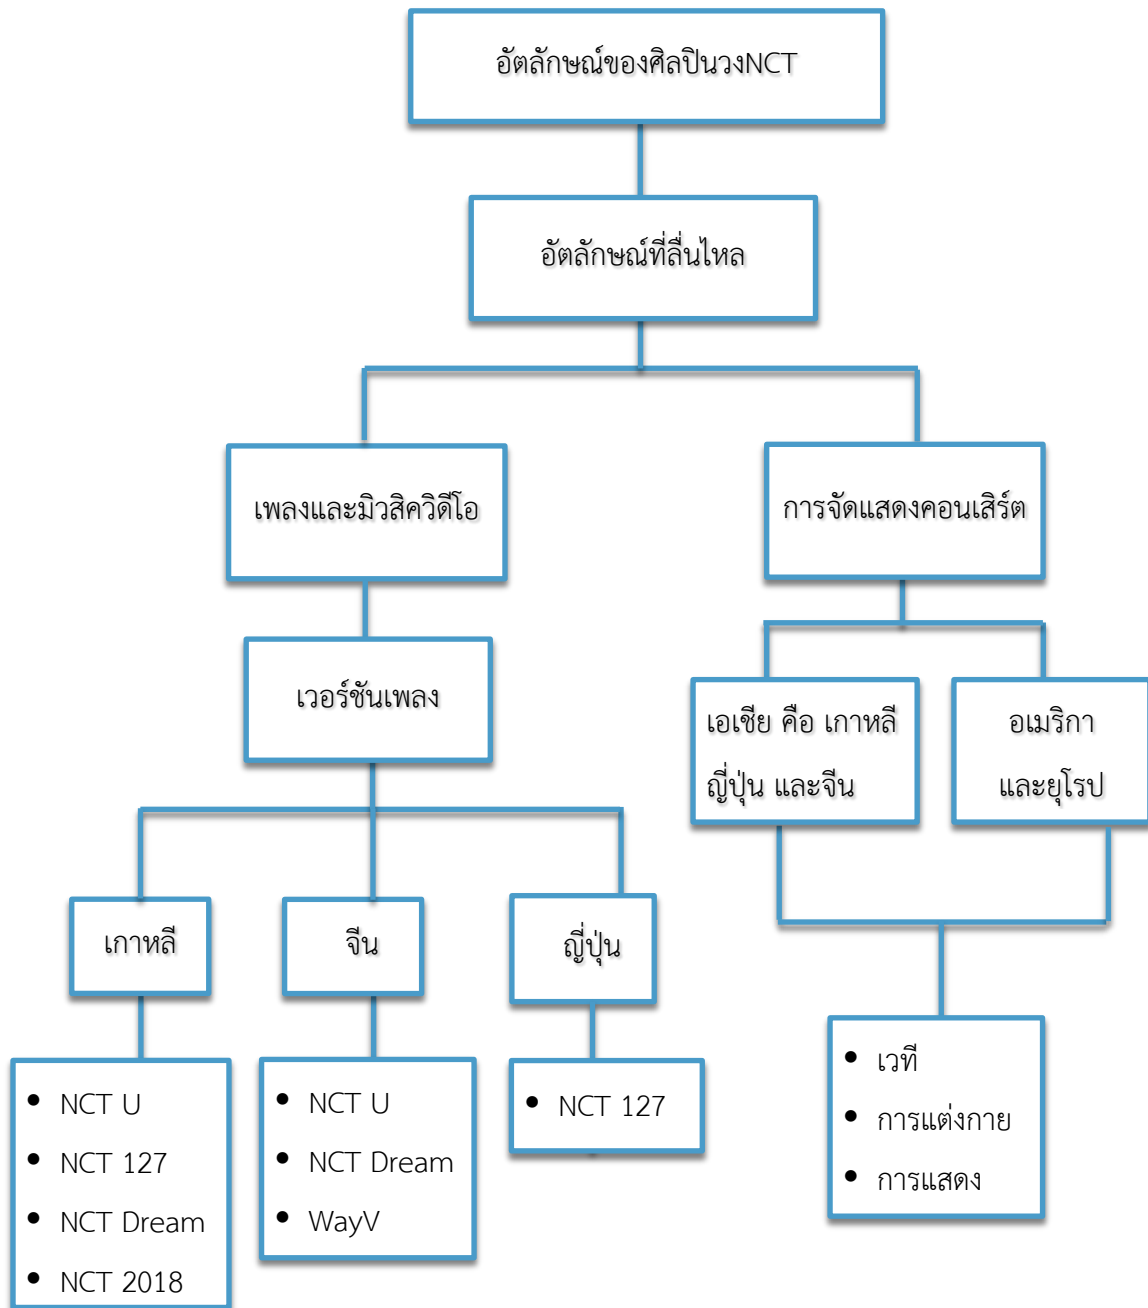 อัตลักษณ์ของศิลปินวงNCT
อัตลักษณ์ที่ลื่นไหล
เพลงและมิวสิควิดีโอ
การจัดแสดงคอนเสิร์ต
เวอร์ชันเพลง
เอเชีย คือ เกาหลี
ญี่ปุ่น และจีน
อเมริกา
และยุโรป
เกาหลี
จีน
ญี่ปุ่น
• NCT U
• NCT 127
• NCT Dream
• NCT 2018
• NCT U
• NCT Dream
• WayV
• NCT 127
• เวที
• การแต่งกาย
• การแสดง